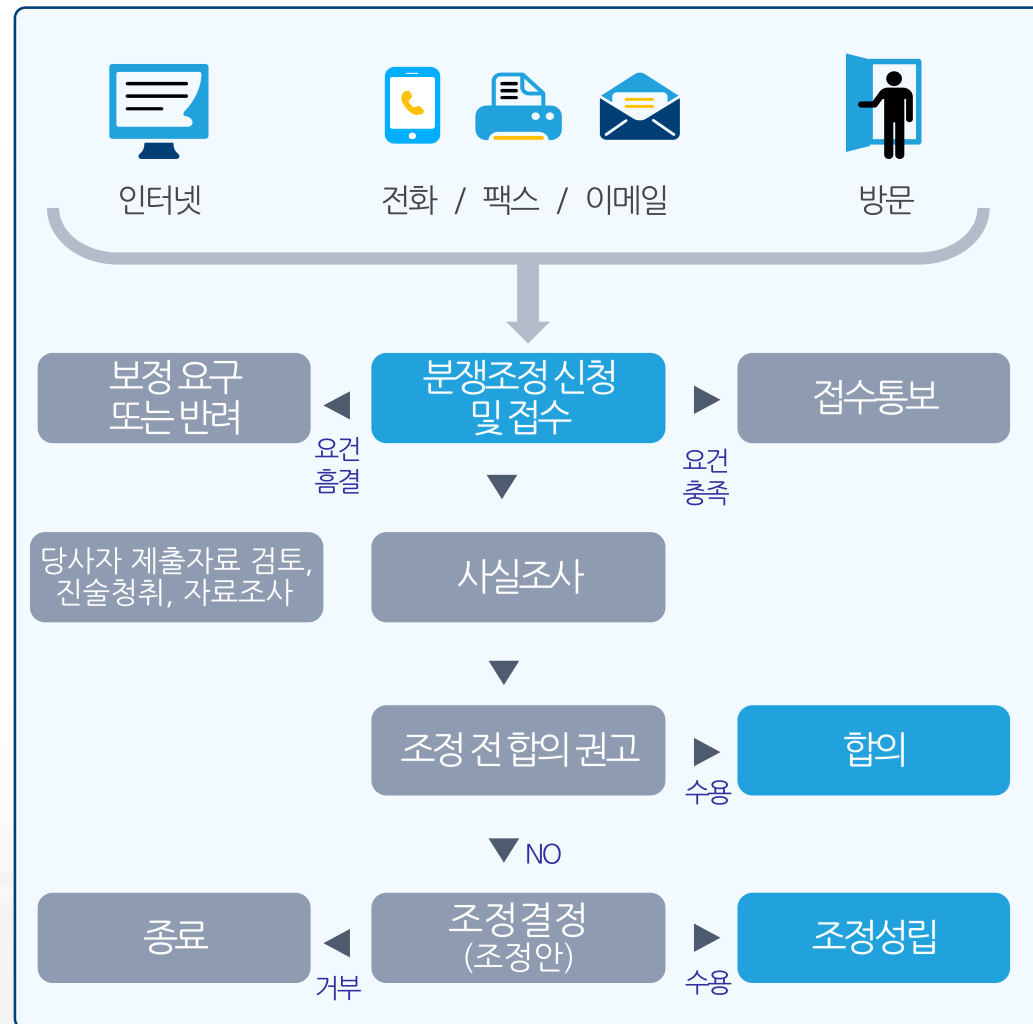 인터넷
전화 / 팩스 / 이메일
방문
보정 요구
또는 반려
분쟁조정 신청
및 접수
접수통보
요건
흠결
요건
충족
당사자 제출자료 검토,
진술청취, 자료조사
사실조사
조정 전 합의 권고
합의
수용
NO
종료
조정결정
(조정안)
조정성립
거부
수용